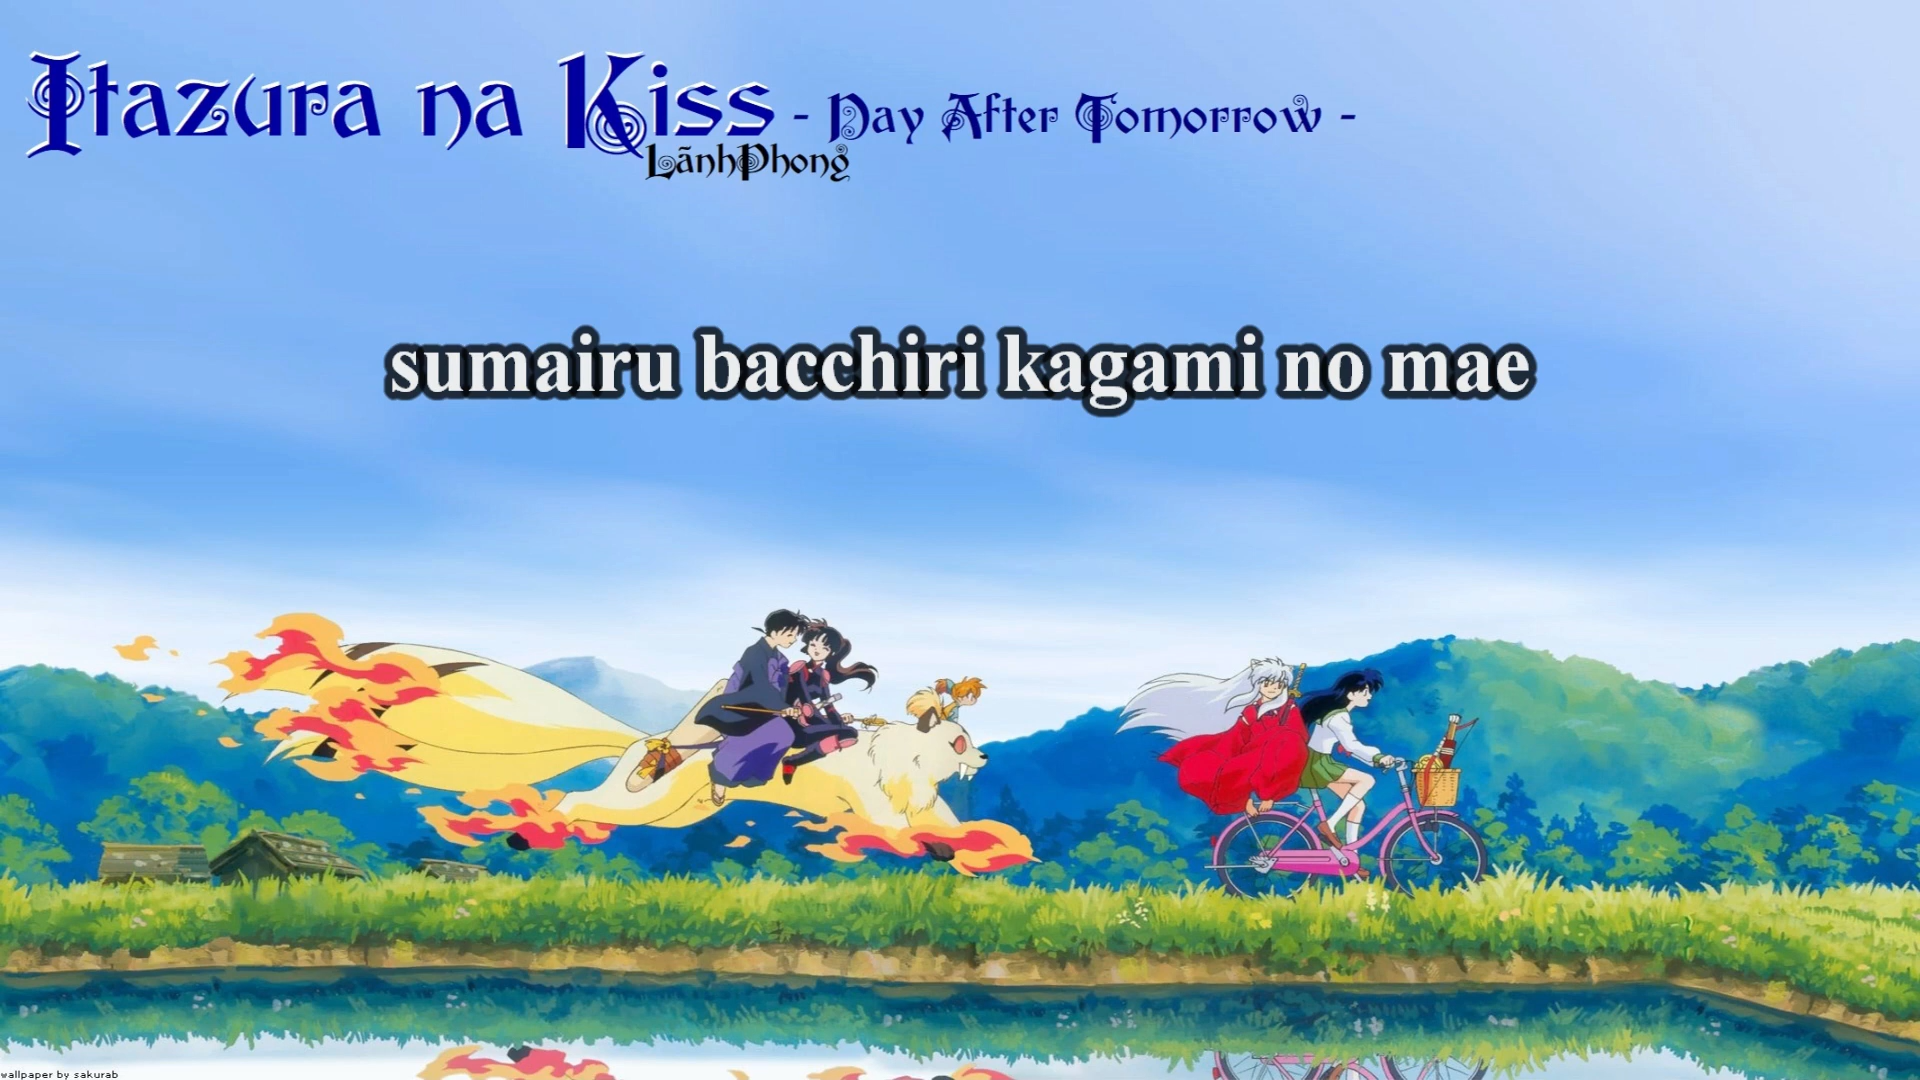 Itazura na Kiss - Day After Tomorrow -
LãnhPhong
sumairu bacchiri kagami no mae
wallpaper by sakurab